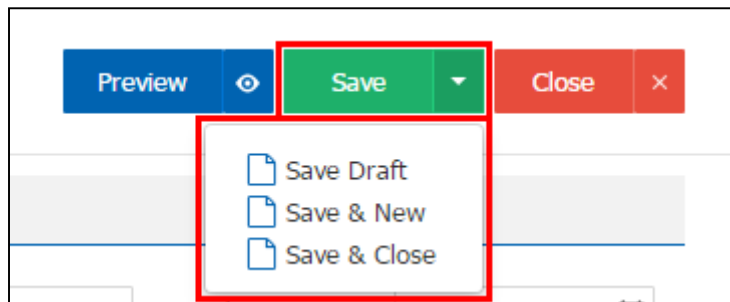 Preview
Save
Close
Save Draft
Save & New
Save & Close